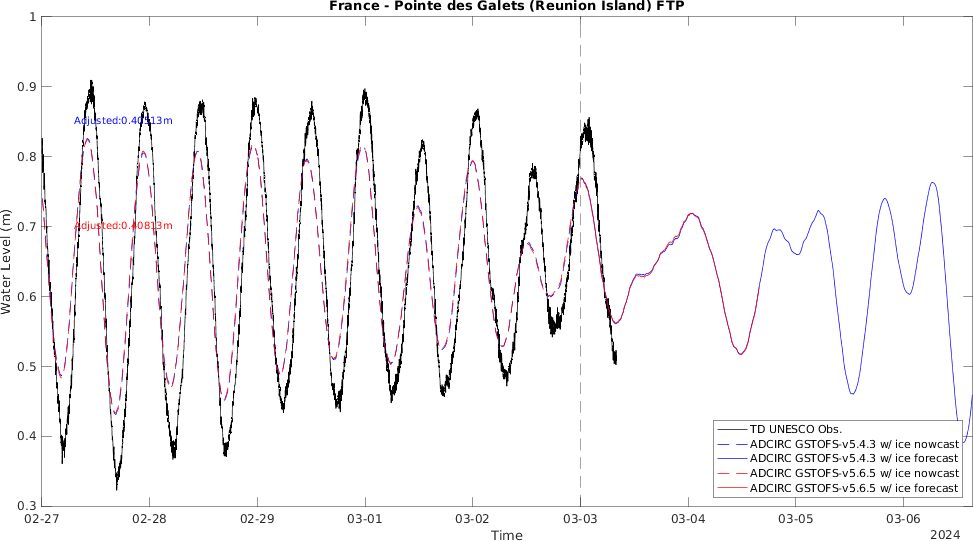 France - Pointe des Galets (Reunion Island) FTP
Water Level (m)
1
0.9
0.8
0.7
0.6
0.5
0.4
0.3
Adjusted:0.40513m
Adjusted:0.40813m
TD UNESCO Obs.
ADCIRC GSTOFS-v5.4.3 w/ ice nowcast
ADCIRC GSTOFS-v5.4.3 w/ ice forecast
ADCIRC GSTOFS-v5.6.5 w/ ice nowcast
ADCIRC GSTOFS-v5.6.5 w/ ice forecast
02-27
02-28
02-29
03-01
03-02
03-03
03-04
03-05
03-06
Time
2024